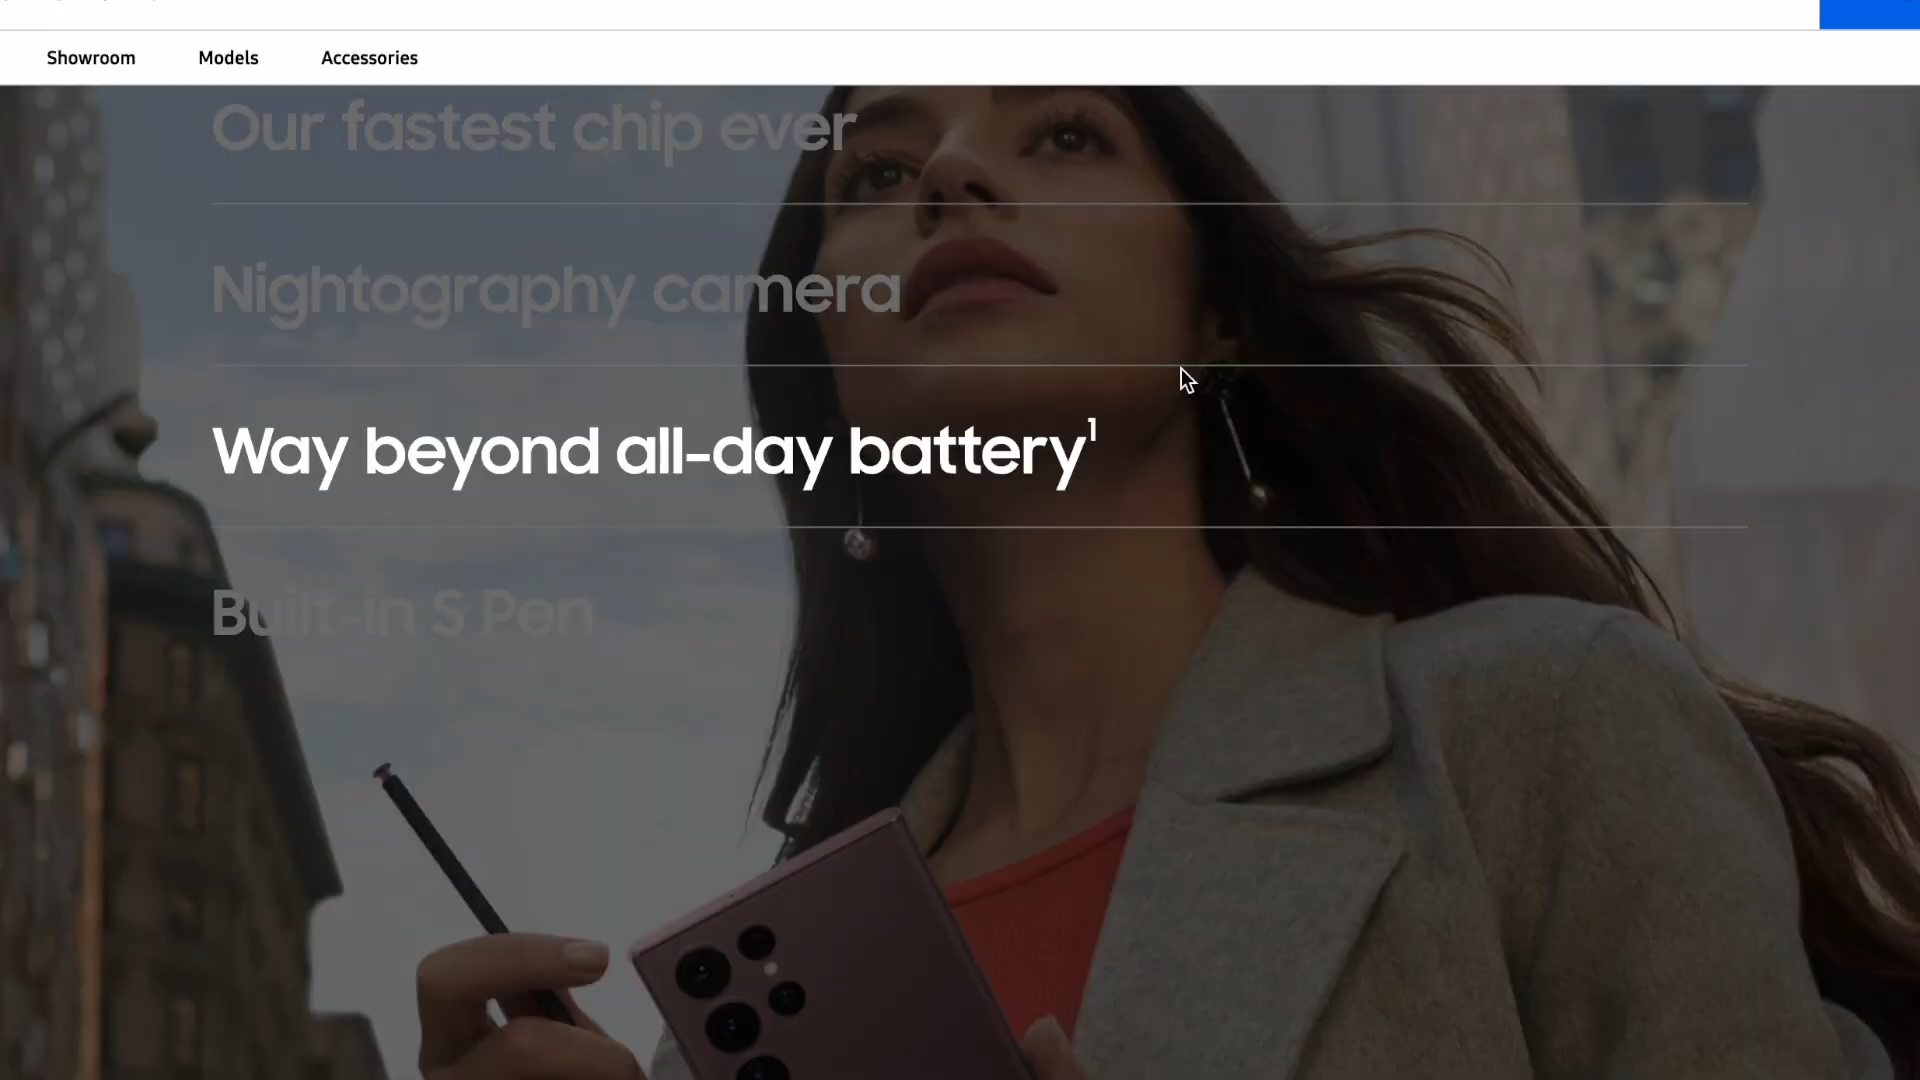 Showroom
Models
Accessories
Our fastest chip ever
Nightography camera
Way beyond all-day battery¹
Built-in S Pen